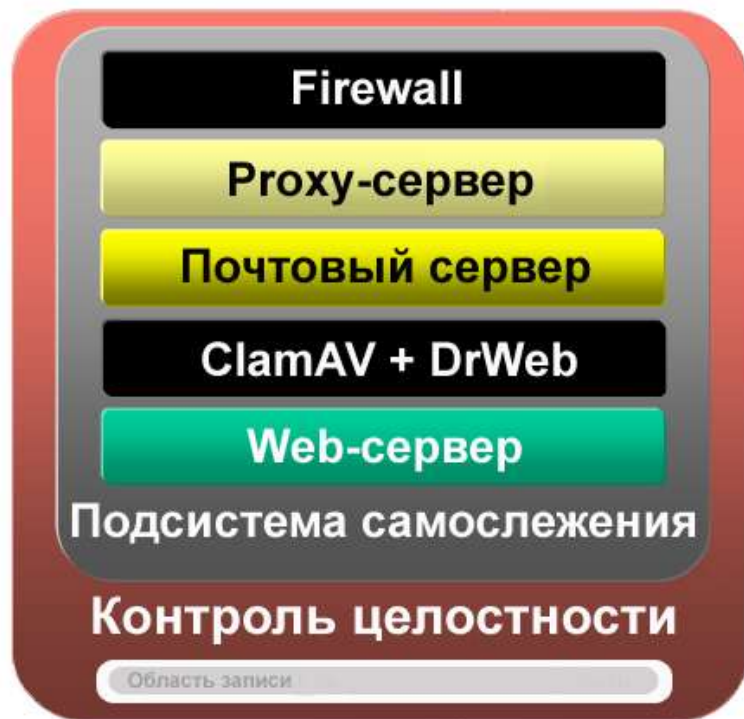 Firewall
Proxy-сервер
Почтовый сервер
ClamAV + DrWeb
Web-сервер
Подсистема самослежения
Контроль целостности
Область записи